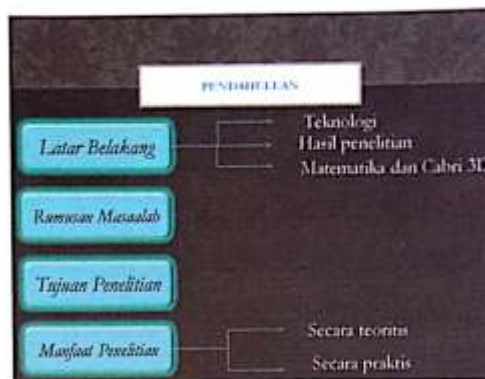 PENDAHULUAN
Latar Belakang
Teknologi
Hasil penelitian
Matematika dan Cabri 3D
Rumusan Masaalah
Tujuan Penelitian
Manfaat Penelitian
Secara teoritis
Secara praktis